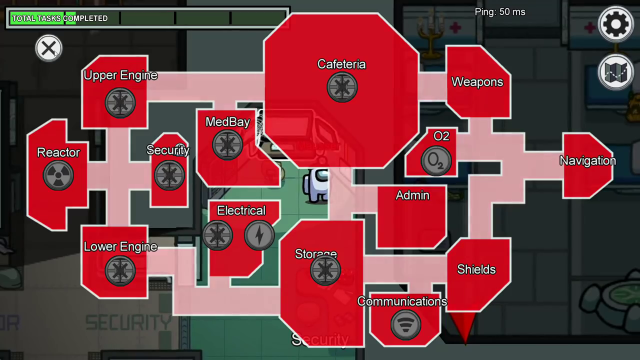 TOTAL TASKS COMPLETED
Ping: 50 ms
Cafeteria
Upper Engine
Weapons
MedBay
O2
Security
Reactor
O2
Navigation
Admin
Electrical
Lower Engine
Storage
Shields
Communications
SECURITY
Security